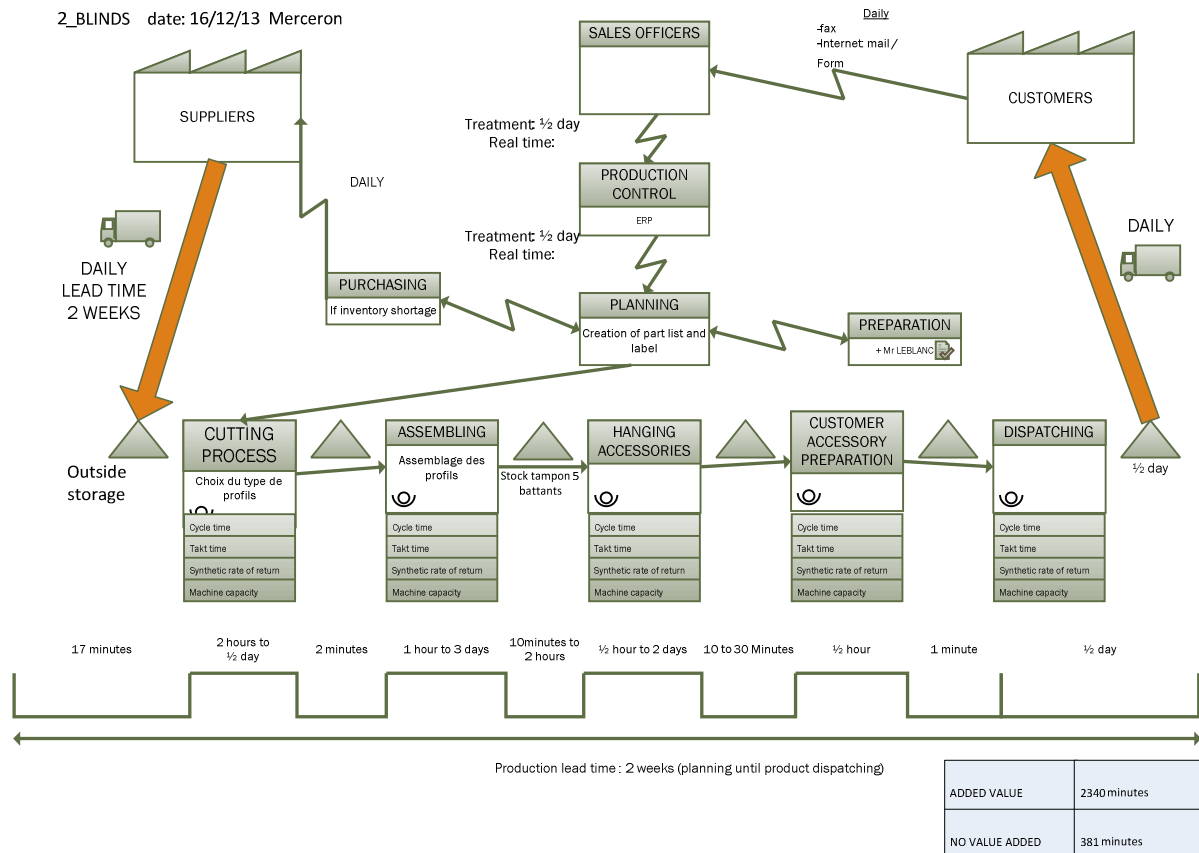 2_BLINDS date: 16/12/13 Merceron
Daily
-fax
-Internet mail/
Form
SALES OFFICERS
SUPPLIERS
CUSTOMERS
Treatment: ½ day
Real time:
DAILY
PRODUCTION
CONTROL
ERP
DAILY
LEAD TIME
2 WEEKS
Treatment: ½ day
Real time:
DAILY
PURCHASING
If inventory shortage
PLANNING
Creation of part list and
label
PREPARATION
+ Mr LEBLANC
Outside
storage
CUTTING
PROCESS
Choix du type de
profils
Cycle time
Takt time
Synthetic rate of return
Machine capacity
ASSEMBLING
Assemblage des
profils
Cycle time
Takt time
Synthetic rate of return
Machine capacity
Stock tampon 5
battants
HANGING
ACCESSORIES
Cycle time
Takt time
Synthetic rate of return
Machine capacity
CUSTOMER
ACCESSORY
PREPARATION
Cycle time
Takt time
Synthetic rate of return
Machine capacity
DISPATCHING
Cycle time
Takt time
Synthetic rate of return
Machine capacity
½ day
17 minutes
2 hours to
½ day
2 minutes
1 hour to 3 days
10minutes to
2 hours
½ hour to 2 days
10 to 30 Minutes
½ hour
1 minute
½ day
Production lead time : 2 weeks (planning until product dispatching)
ADDED VALUE 2340 minutes
NO VALUE ADDED 381 minutes